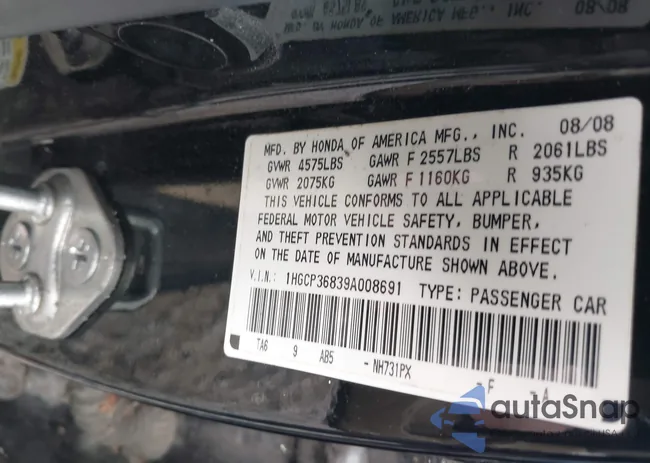 MFD. BY HONDA OF AMERICA MFG., INC. 08/08
GVWR 4575LBS GAWR F 2557LBS R 2061LBS
GVWR 2075KG GAWR F 1160KG R 935KG
THIS VEHICLE CONFORMS TO ALL APPLICABLE
FEDERAL MOTOR VEHICLE SAFETY, BUMPER,
AND THEFT PREVENTION STANDARDS IN EFFECT
ON THE DATE OF MANUFACTURE SHOWN ABOVE.
V.I.N.: 1HGCP36839A008691 TYPE: PASSENGER CAR
TA6 9 AB5 - NH731PX - F - A
autaSnap